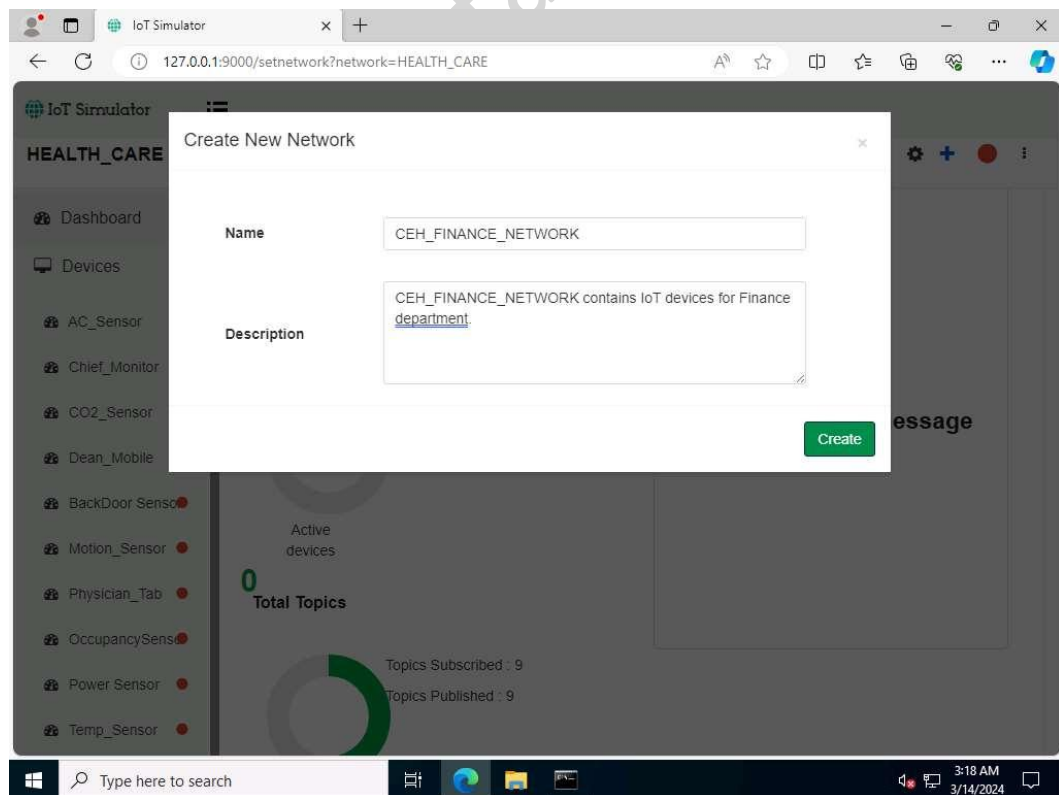 IoT Simulator
127.0.0.1:9000/setnetwork?network=HEALTH_CARE
IoT Simulator
HEALTH_CARE
Create New Network
Dashboard
Devices
AC_Sensor
Chief_Monitor
CO2_Sensor
Dean_Mobile
BackDoor Senso
Motion_Sensor
Physician_Tab
OccupancySenso
Power Sensor
Temp_Sensor
Name
CEH_FINANCE_NETWORK
Description
CEH_FINANCE_NETWORK contains IoT devices for Finance
department.
Create
essage
Active
devices
0
Total Topics
Topics Subscribed : 9
Topics Published : 9
Type here to search
3:18 AM
3/14/2024